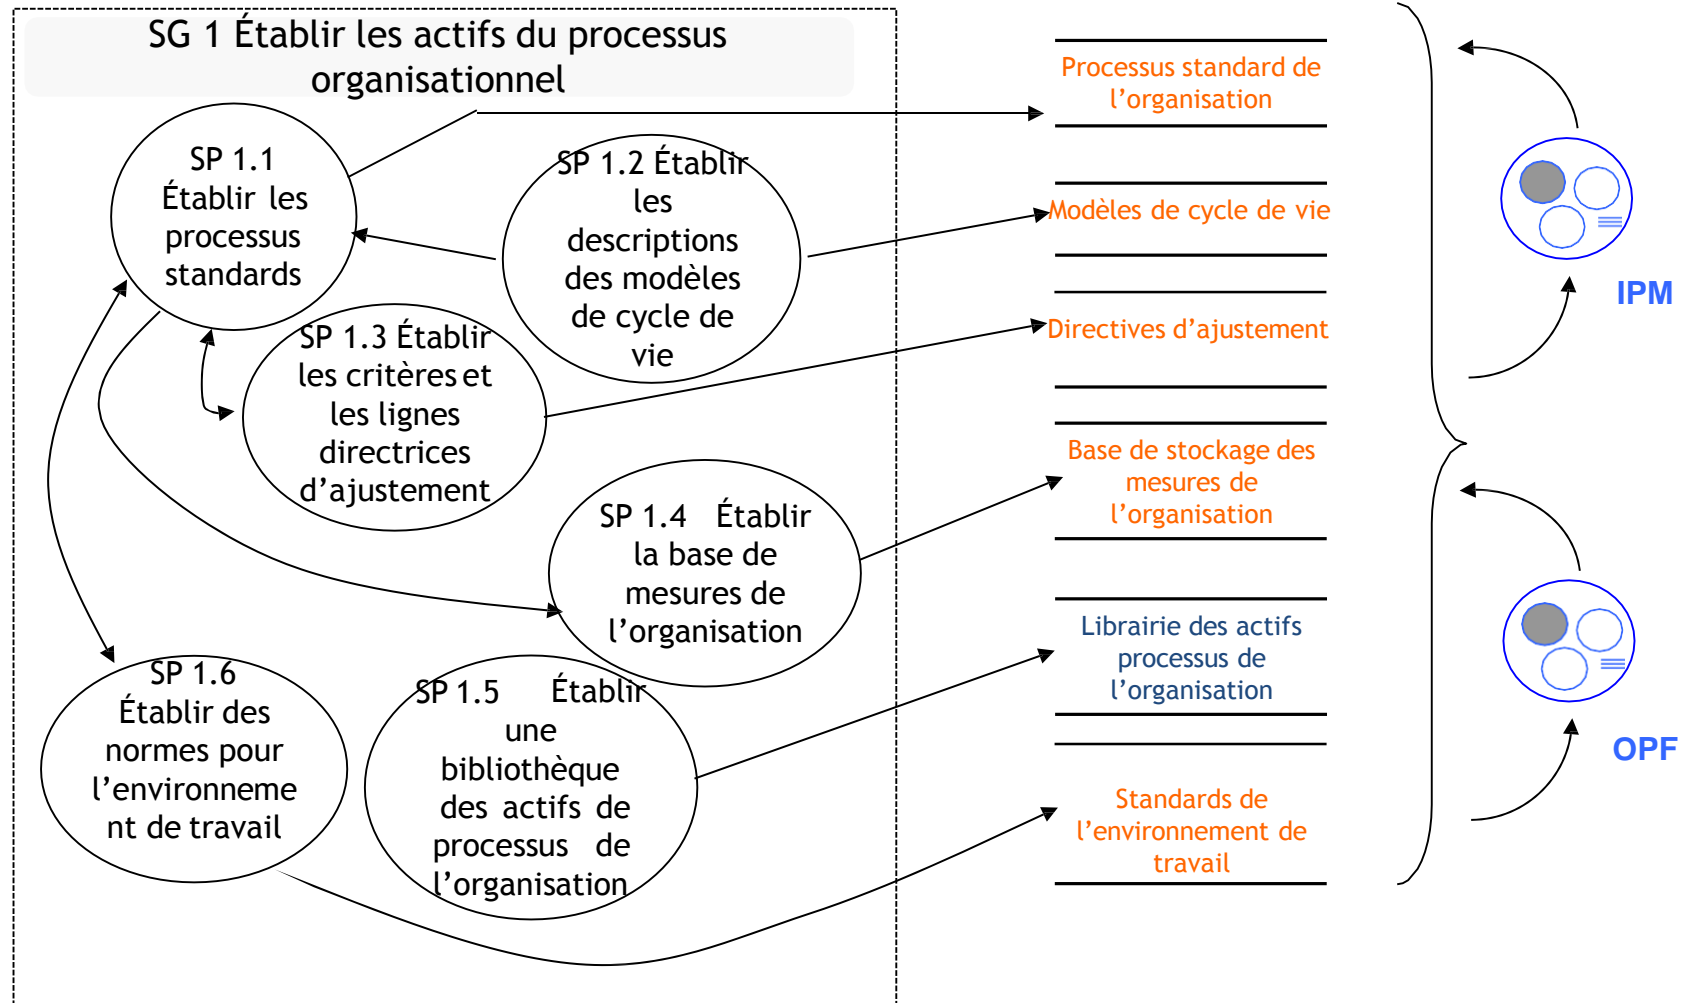 SG 1 Établir les actifs du processus
organisationnel
SP 1.1
Établir les
processus
standards
SP 1.2 Établir
les
descriptions
des modèles
de cycle de
vie
SP 1.3 Établir
les critères et
les lignes
directrices
d’ajustement
SP 1.4 Établir
la base de
mesures de
l’organisation
SP 1.6
Établir des
normes pour
l’environneme
nt de travail
SP 1.5 Établir
une
bibliothèque
des actifs de
processus de
l’organisation
Processus standard de
l’organisation
Modèles de cycle de vie
Directives d’ajustement
Base de stockage des
mesures de
l’organisation
Librairie des actifs
processus de
l’organisation
Standards de
l’environnement de
travail
IPM
OPF